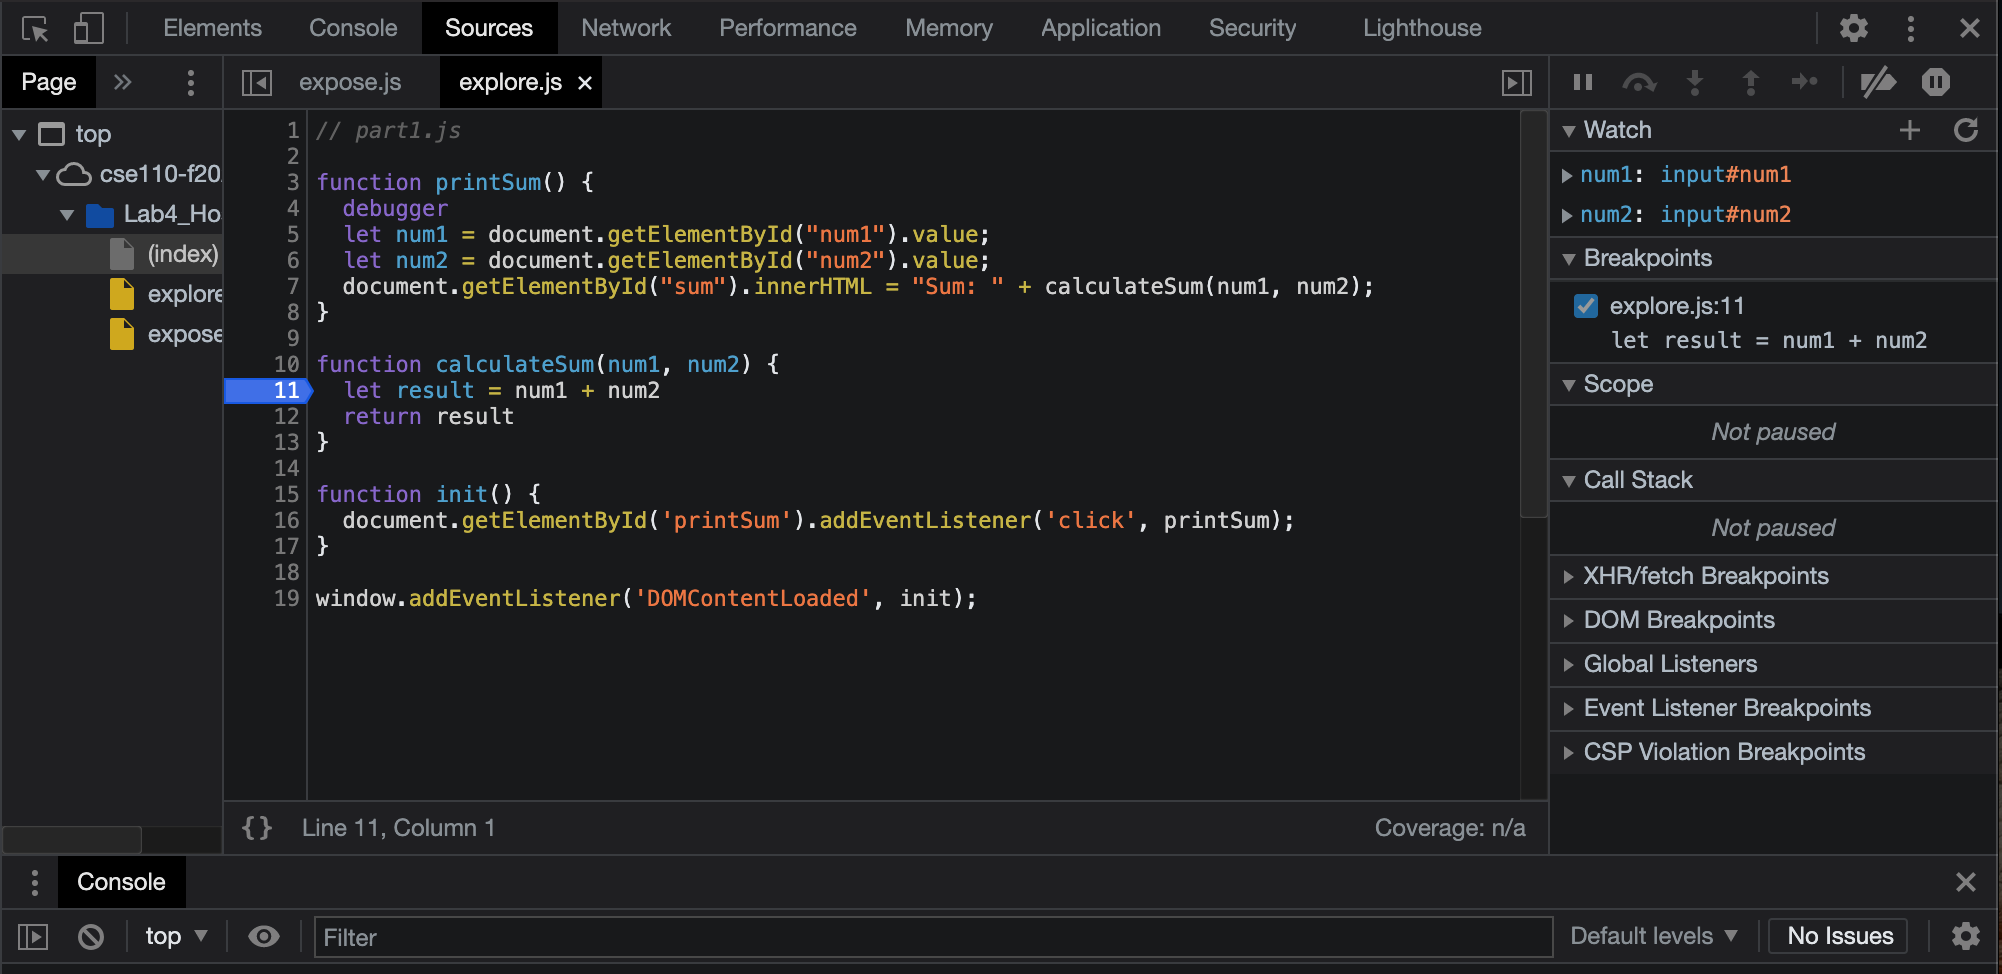 Elements Console Sources Network Performance Memory Application Security Lighthouse
Page
top
cse110-f20
Lab4_Ho
(index)
explore
expose
expose.js explore.js
1 // part1.js
2
3 function printSum() {
4 debugger
5 let num1 = document.getElementById("num1").value;
6 let num2 = document.getElementById("num2").value;
7 document.getElementById("sum").innerHTML = "Sum: " + calculateSum(num1, num2);
8 }
9
10 function calculateSum(num1, num2) {
11 let result = num1 + num2
12 return result
13 }
14
15 function init() {
16 document.getElementById('printSum').addEventListener('click', printSum);
17 }
18
19 window.addEventListener('DOMContentLoaded', init);
{} Line 11, Column 1 Coverage: n/a
Watch
num1: input#num1
num2: input#num2
Breakpoints
explore.js:11
let result = num1 + num2
Scope
Not paused
Call Stack
Not paused
XHR/fetch Breakpoints
DOM Breakpoints
Global Listeners
Event Listener Breakpoints
CSP Violation Breakpoints
Console
top Filter Default levels No Issues